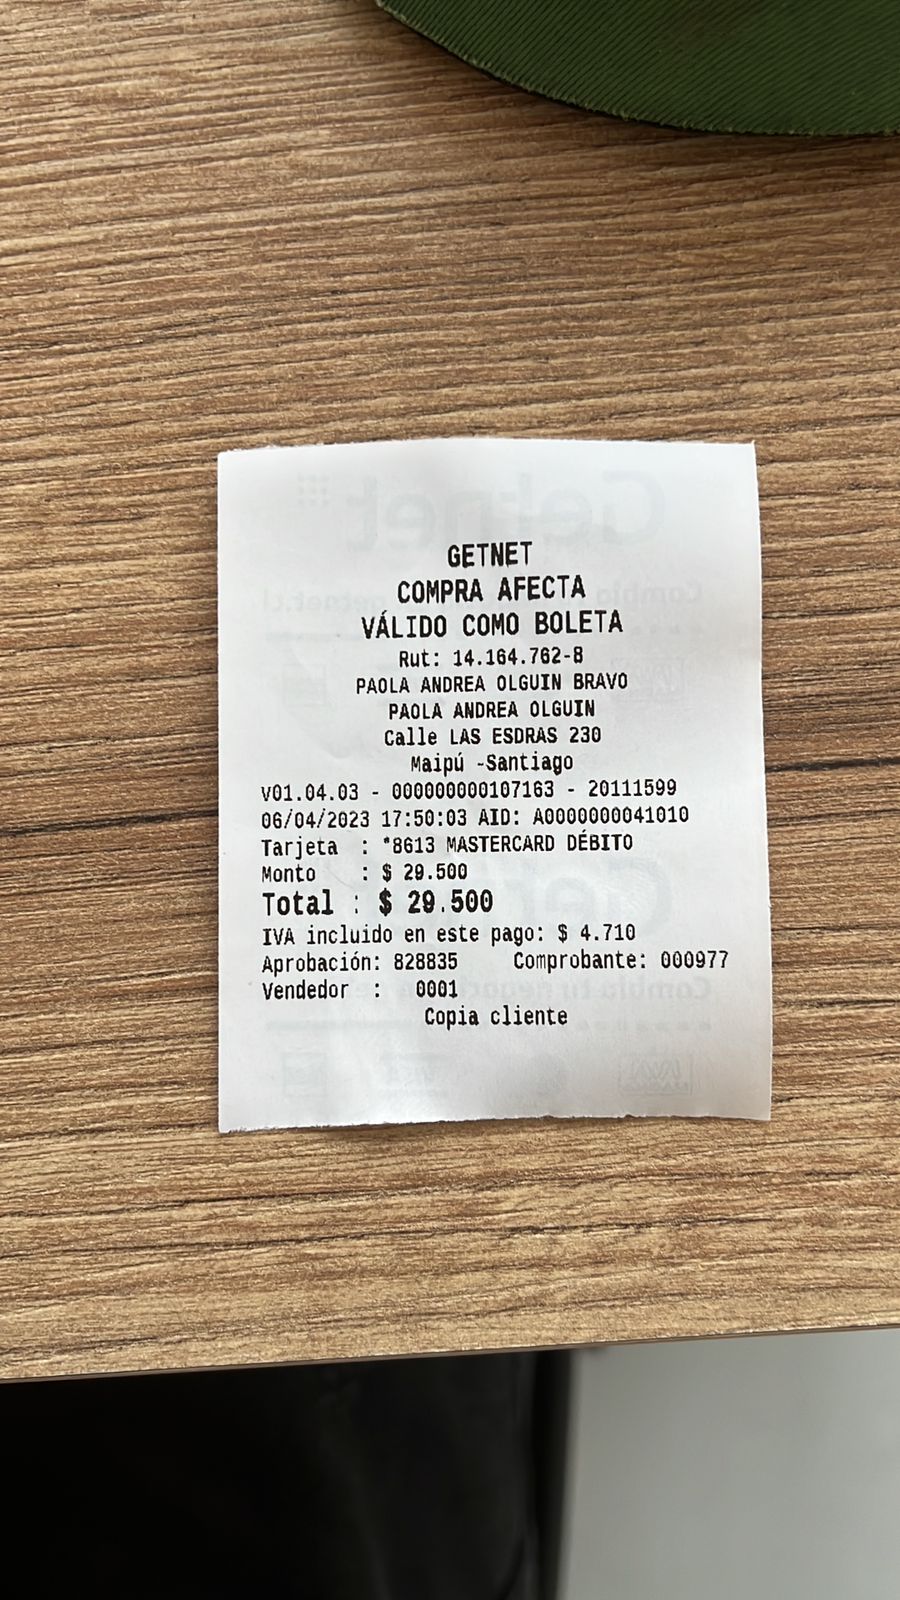 GETNET
COMPRA AFECTA
VÁLIDO COMO BOLETA
Rut: 14.164.762-8
PAOLA ANDREA OLGUIN BRAVO
PAOLA ANDREA OLGUIN
Calle LAS ESDRAS 230
Maipú -Santiago
v01.04.03 - 000000000107163 - 20111599
06/04/2023 17:50:03 AID: A0000000041010
Tarjeta : *8613 MASTERCARD DÉBITO
Monto : $ 29.500
Total : $ 29.500
IVA incluido en este pago: $ 4.710
Aprobación: 828835 Comprobante: 000977
Vendedor : 0001
Copia cliente